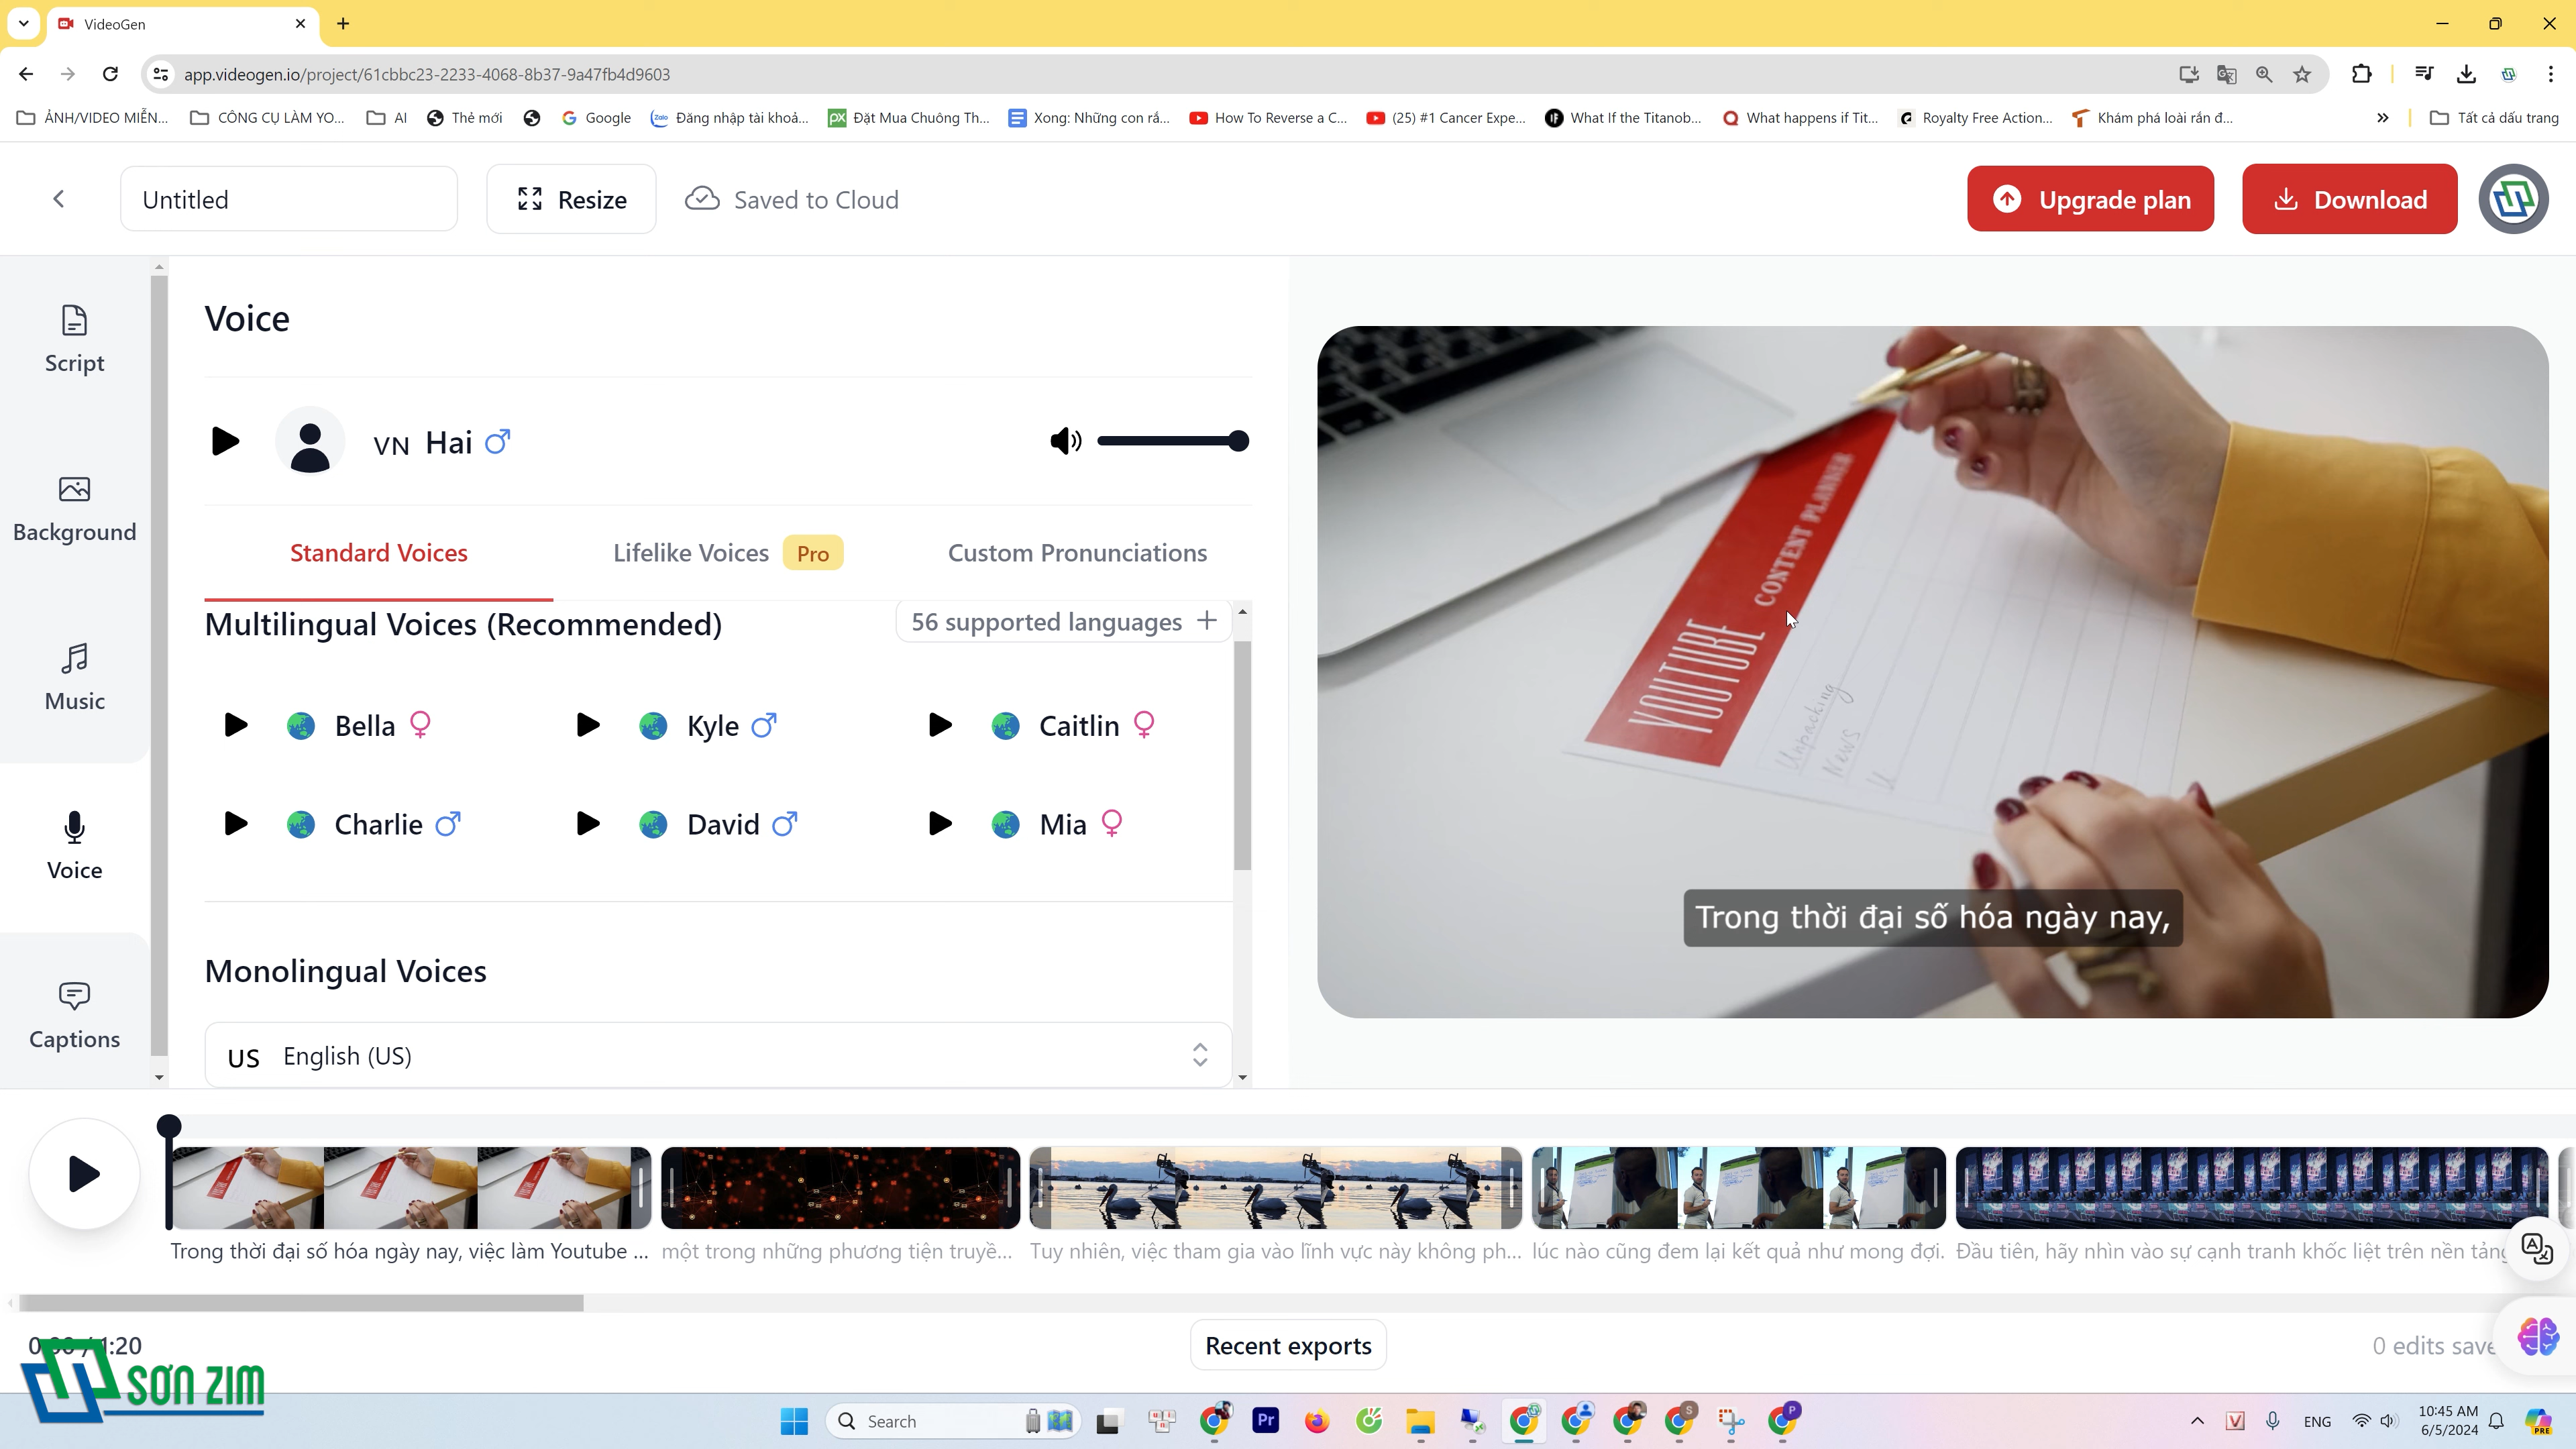 VideoGen
app.videogen.io/project/61cbbc23-2233-4068-8b37-9a47fb4d9603
ẢNH/VIDEO MIỄN...
CÔNG CỤ LÀM YO...
AI
Thẻ mới
Google
Zalo
Đăng nhập tài khoả...
px
Đặt Mua Chuông Th...
Xong: Những con rắ...
How To Reverse a C...
(25) #1 Cancer Expe...
What If the Titanob...
What happens if Tit...
Royalty Free Action...
Khám phá loài rắn đ...
Tất cả dấu trang
Untitled
Resize
Saved to Cloud
Upgrade plan
Download
Script
Background
Music
Voice
Captions
Voice
VN Hai
Standard Voices
Lifelike Voices Pro
Custom Pronunciations
Multilingual Voices (Recommended)
56 supported languages
Bella
Kyle
Caitlin
Charlie
David
Mia
Monolingual Voices
US English (US)
YOUTUBE CONTENT PLANNER
Unpacking
News
Trong thời đại số hóa ngày nay,
Trong thời đại số hóa ngày nay, việc làm Youtube ...
một trong những phương tiện truyề...
Tuy nhiên, việc tham gia vào lĩnh vực này không ph...
lúc nào cũng đem lại kết quả như mong đợi.
Đầu tiên, hãy nhìn vào sự cạnh tranh khốc liệt trên nền tảng
0:00 / 1:20
Recent exports
0 edits save
SƠN ZIM
Search
Pr
S
P
V
ENG
10:45 AM
6/5/2024
PRE